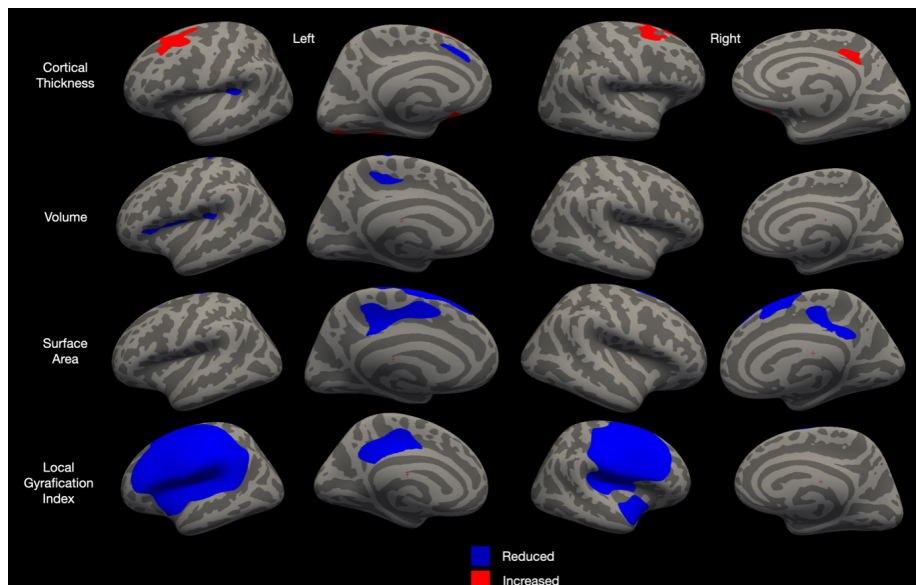 Left
Right
Cortical
Thickness
Volume
Surface
Area
Local
Gyrafication
Index
Reduced
Increased